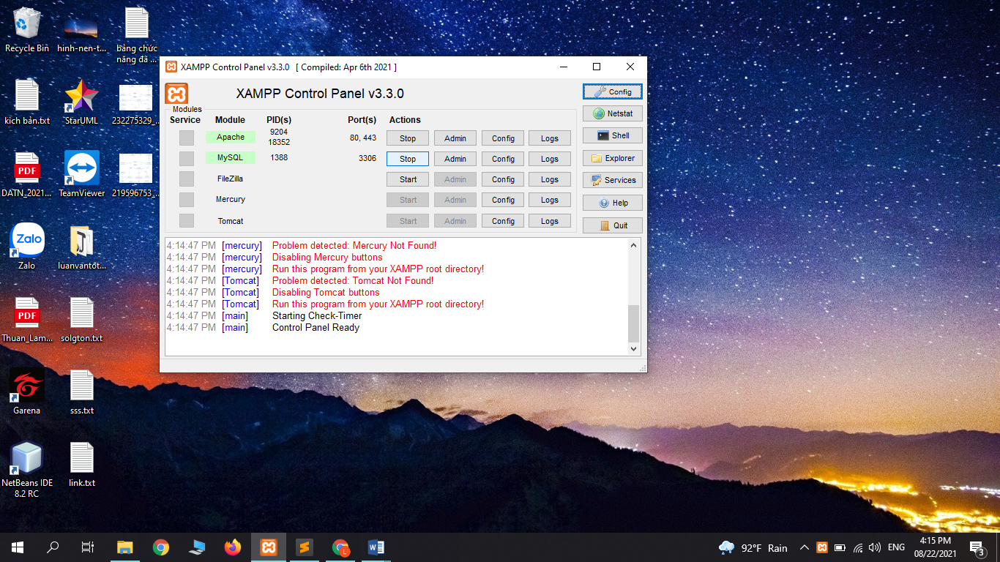 Recycle Bin
hinh-nen-t...
bảng chức
năng đã ...
kịch bản.txt
StarUML
232275329_...
DATN_2021...
TeamViewer
219596753_...
Zalo
Zalo
luanvantốt...
PDF
PDF
Thuan_Lam...
solgton.txt
Garena
sss.txt
NetBeans IDE
8.2 RC
link.txt
XAMPP Control Panel v3.3.0 [ Compiled: Apr 6th 2021 ]
XAMPP Control Panel v3.3.0
Config
Modules
Service Module PID(s) Port(s) Actions
Netstat
Apache 9204
18352 80, 443 Stop Admin Config Logs
Shell
MySQL 1388 3306 Stop Admin Config Logs
Explorer
FileZilla Start Admin Config Logs
Services
Mercury Start Admin Config Logs
Help
Tomcat Start Admin Config Logs
Quit
4:14:47 PM [mercury] Problem detected: Mercury Not Found!
4:14:47 PM [mercury] Disabling Mercury buttons
4:14:47 PM [mercury] Run this program from your XAMPP root directory!
4:14:47 PM [Tomcat] Problem detected: Tomcat Not Found!
4:14:47 PM [Tomcat] Disabling Tomcat buttons
4:14:47 PM [Tomcat] Run this program from your XAMPP root directory!
4:14:47 PM [main] Starting Check-Timer
4:14:47 PM [main] Control Panel Ready
92°F Rain
ENG
4:15 PM
08/22/2021
3